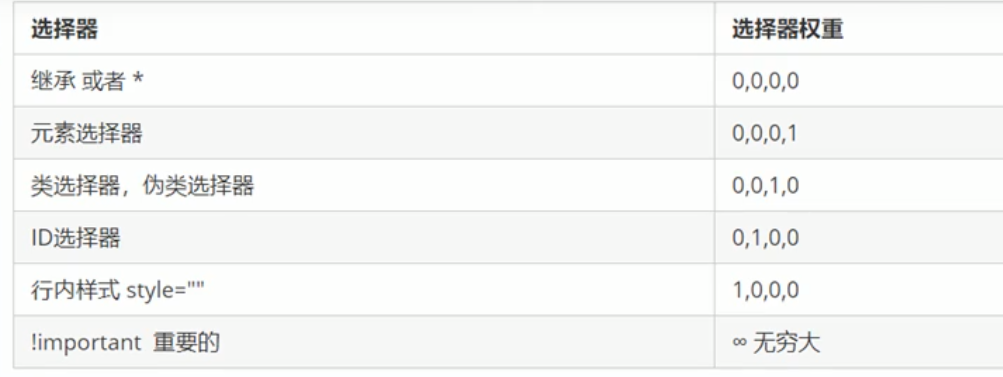 选择器 选择器权重
继承 或者 * 0,0,0,0
元素选择器 0,0,0,1
类选择器，伪类选择器 0,0,1,0
ID选择器 0,1,0,0
行内样式 style="" 1,0,0,0
!important 重要的 ∞ 无穷大